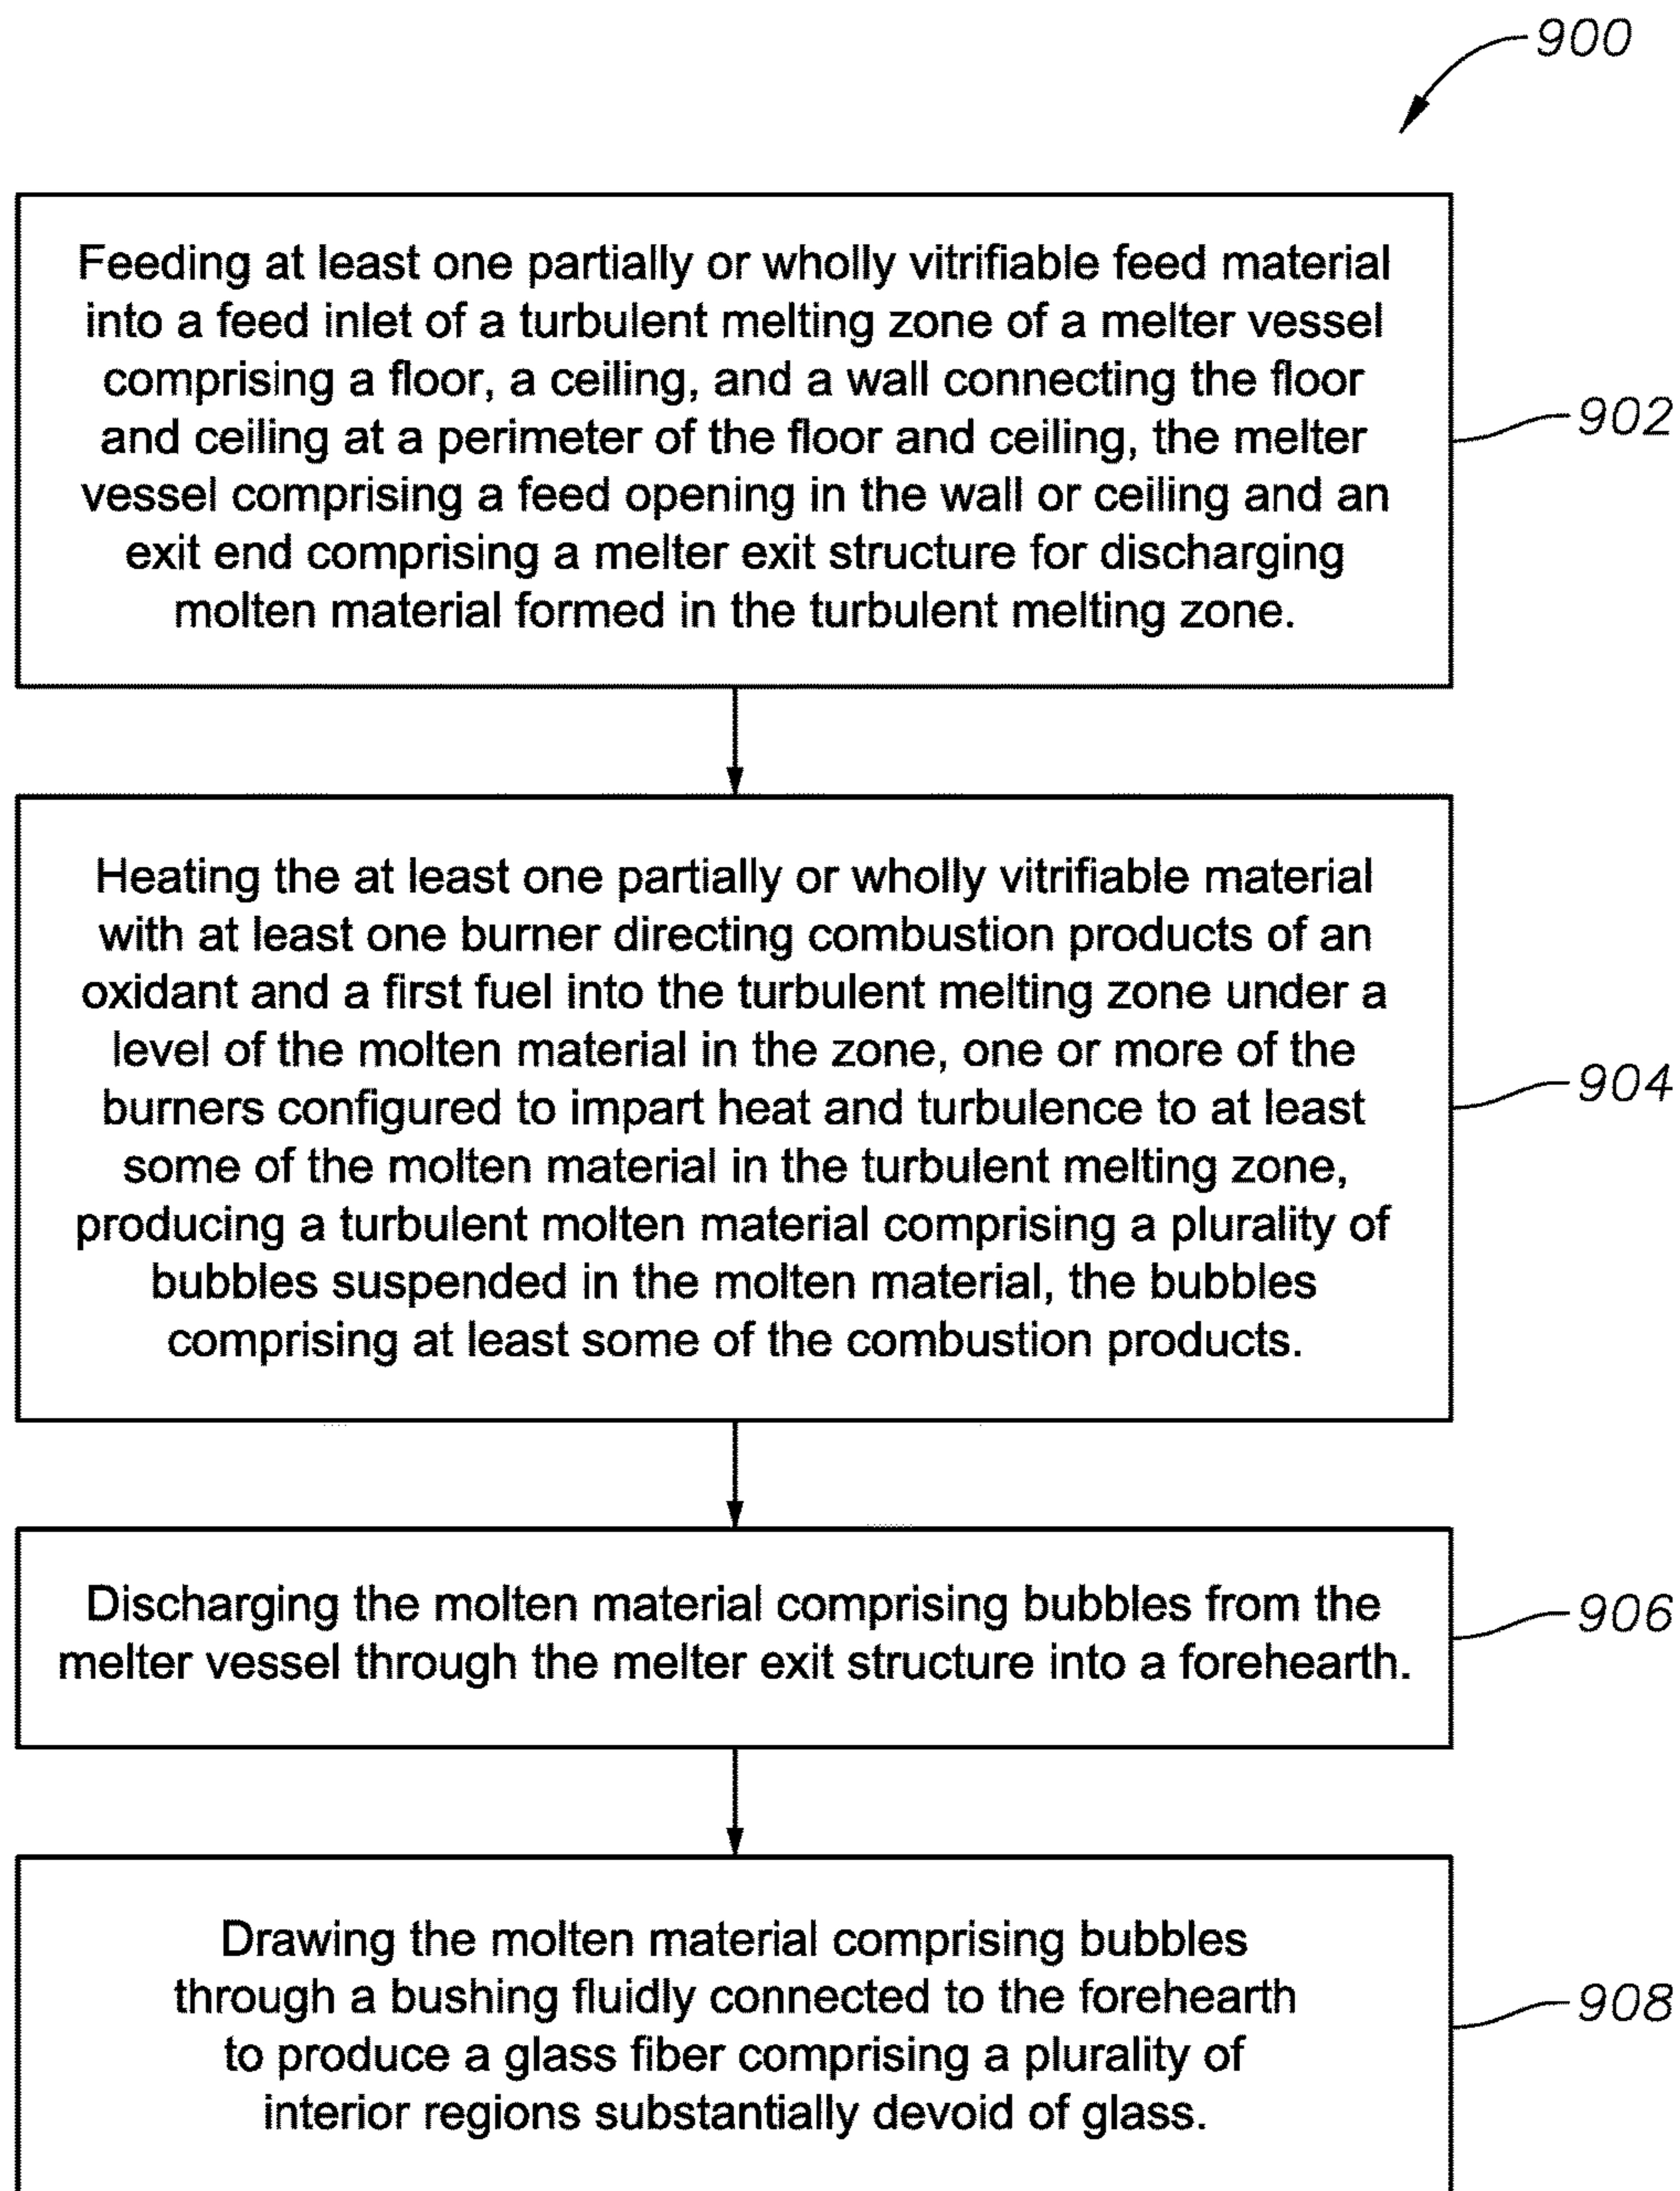 900
Feeding at least one partially or wholly vitrifiable feed material
into a feed inlet of a turbulent melting zone of a melter vessel
comprising a floor, a ceiling, and a wall connecting the floor
and ceiling at a perimeter of the floor and ceiling, the melter
vessel comprising a feed opening in the wall or ceiling and an
exit end comprising a melter exit structure for discharging
molten material formed in the turbulent melting zone.
902
Heating the at least one partially or wholly vitrifiable material
with at least one burner directing combustion products of an
oxidant and a first fuel into the turbulent melting zone under a
level of the molten material in the zone, one or more of the
burners configured to impart heat and turbulence to at least
some of the molten material in the turbulent melting zone,
producing a turbulent molten material comprising a plurality of
bubbles suspended in the molten material, the bubbles
comprising at least some of the combustion products.
904
Discharging the molten material comprising bubbles from the
melter vessel through the melter exit structure into a forehearth.
906
Drawing the molten material comprising bubbles
through a bushing fluidly connected to the forehearth
to produce a glass fiber comprising a plurality of
interior regions substantially devoid of glass.
908